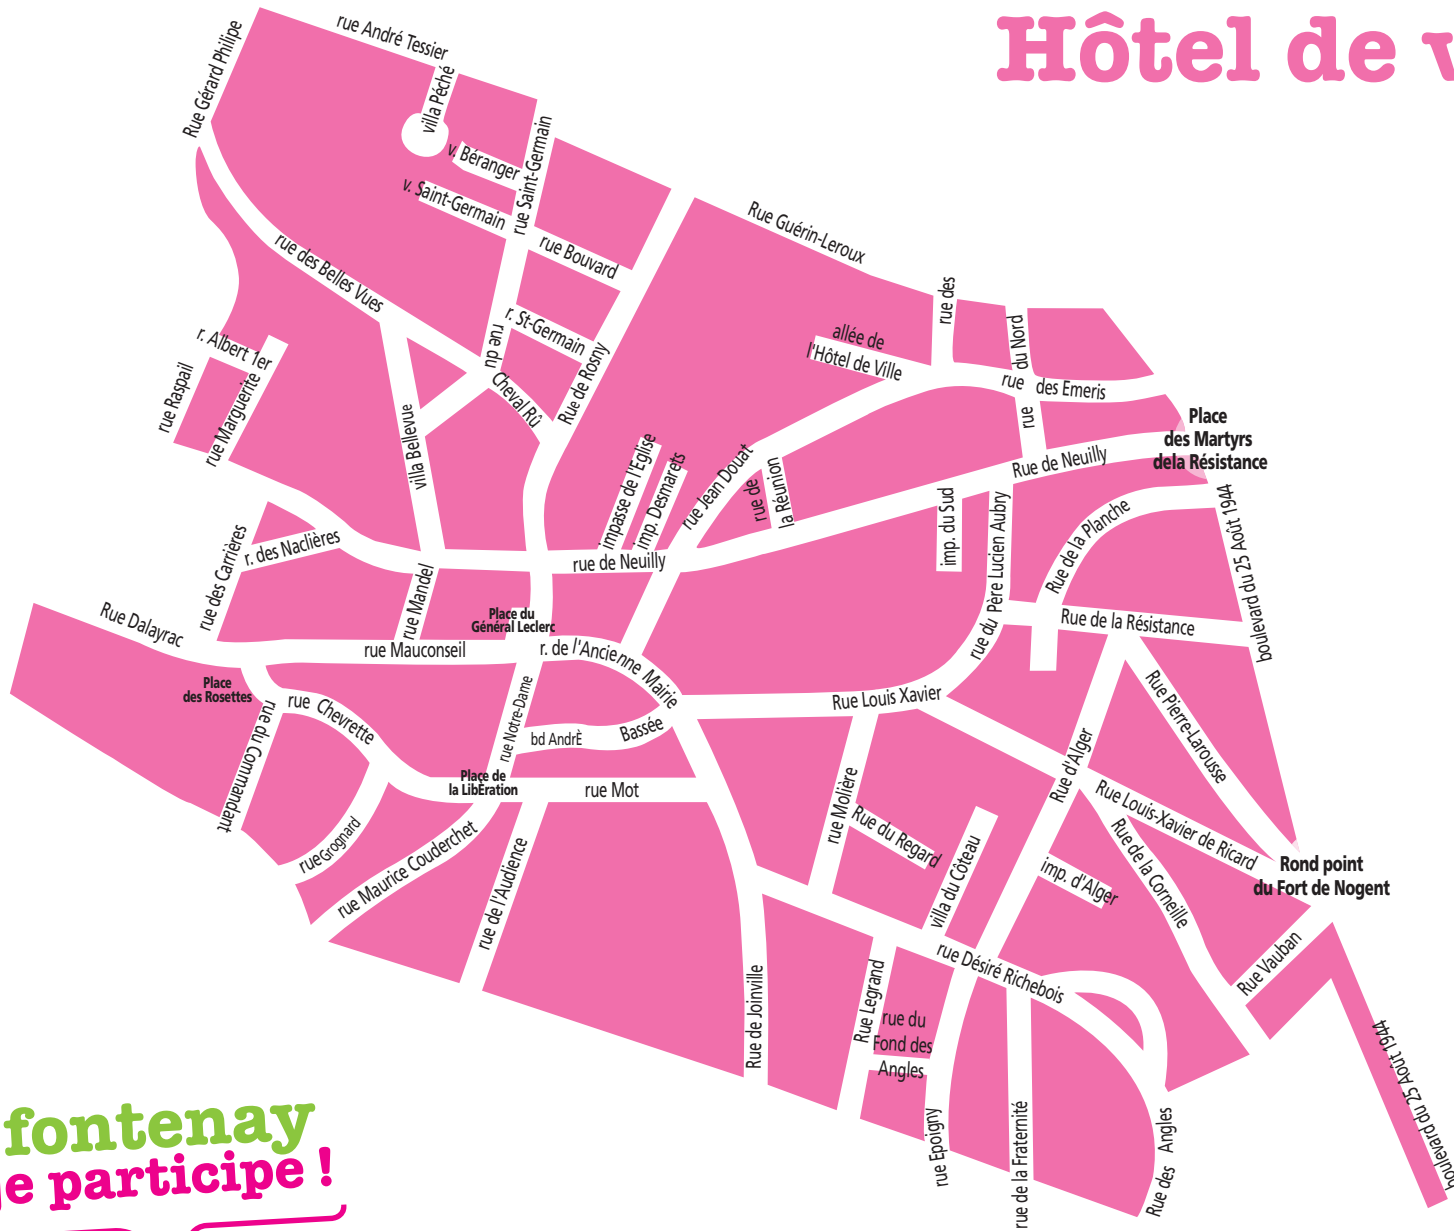 Hôtel de v
rue André Tessier
Rue Gérard Philipe
villa Péché
v. Béranger
rue Saint-Germain
v. Saint-Germain
rue Bouvard
Rue Guérin-Leroux
rue des Belles Vues
r. St-Germain
rue du
Cheval Rû
Rue de Rosny
rue des
rue du Nord
allée de
l'Hôtel de Ville
rue des Emeris
r. Albert 1er
rue Raspail
rue Marguerite
villa Bellevue
Place
des Martyrs
dela Résistance
impasse de l'Eglise
imp. Desmarets
rue Jean Douat
rue de
la Réunion
Rue de Neuilly
imp. du Sud
rue du Père Lucien Aubry
Rue de la Planche
boulevard du 25 Août 1944
r. des Naclières
rue des Carrières
rue de Neuilly
rue Mandel
Place du
Général Leclerc
Rue de la Résistance
Rue Dalayrac
rue Mauconseil
r. de l'Ancienne Mairie
Place
des Rosettes
rue Chevrette
rue du Commandant
rue Notre-Dame
bd AndrÈ Bassée
Rue Louis Xavier
Rue Pierre-Larousse
Rue d'Alger
Place de
la LibÈration
rue Mot
rue Molière
Rue du Regard
Rue Louis-Xavier de Ricard
rue Grognard
rue Maurice Couderchet
rue de l'Audience
villa du Côteau
imp. d'Alger
Rue de la Corneille
Rond point
du Fort de Nogent
rue Désiré Richebois
Rue Vauban
Rue de Joinville
Rue Legrand
rue du
Fond des
Angles
rue Epoigny
rue de la Fraternité
Rue des Angles
boulevard du 25 Août 1944
fontenay
e participe !